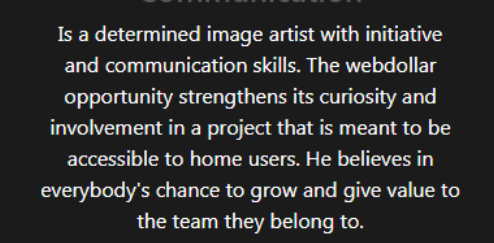 Communication
Is a determined image artist with initiative
and communication skills. The webdollar
opportunity strengthens its curiosity and
involvement in a project that is meant to be
accessible to home users. He believes in
everybody's chance to grow and give value to
the team they belong to.